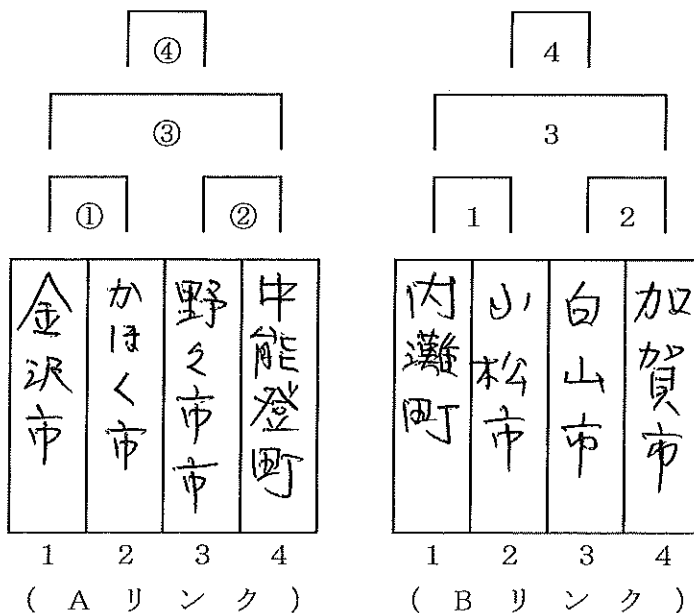 ④ 4
③ 3
① ② 1 2
金沢市 かほく市 野々市市 中能登町 内灘町 小松市 白山市 加賀市
1 2 3 4 1 2 3 4
(Aリンク) (Bリンク)